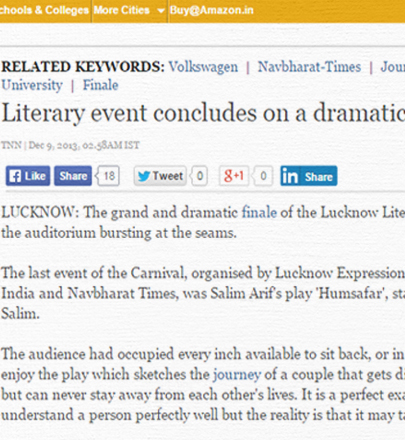 chools & Colleges | More Cities | Buy@Amazon.in
RELATED KEYWORDS: Volkswagen | Navbharat-Times | Jour
University | Finale
Literary event concludes on a dramatic
TNN | Dec 9, 2013, 02.58AM IST
Like Share 18 Tweet 0 g+1 0 in Share
LUCKNOW: The grand and dramatic finale of the Lucknow Lite
the auditorium bursting at the seams.
The last event of the Carnival, organised by Lucknow Expression
India and Navbharat Times, was Salim Arif's play 'Humsafar', sta
Salim.
The audience had occupied every inch available to sit back, or in
enjoy the play which sketches the journey of a couple that gets di
but can never stay away from each other's lives. It is a perfect exa
understand a person perfectly well but the reality is that it may ta